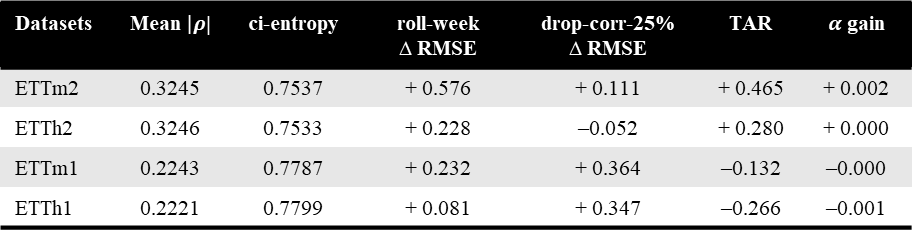 Datasets Mean |ρ| ci-entropy roll-week Δ RMSE drop-corr-25% Δ RMSE TAR α gain
ETTm2 0.3245 0.7537 + 0.576 + 0.111 + 0.465 + 0.002
ETTh2 0.3246 0.7533 + 0.228 –0.052 + 0.280 + 0.000
ETTm1 0.2243 0.7787 + 0.232 + 0.364 –0.132 –0.000
ETTh1 0.2221 0.7799 + 0.081 + 0.347 –0.266 –0.001